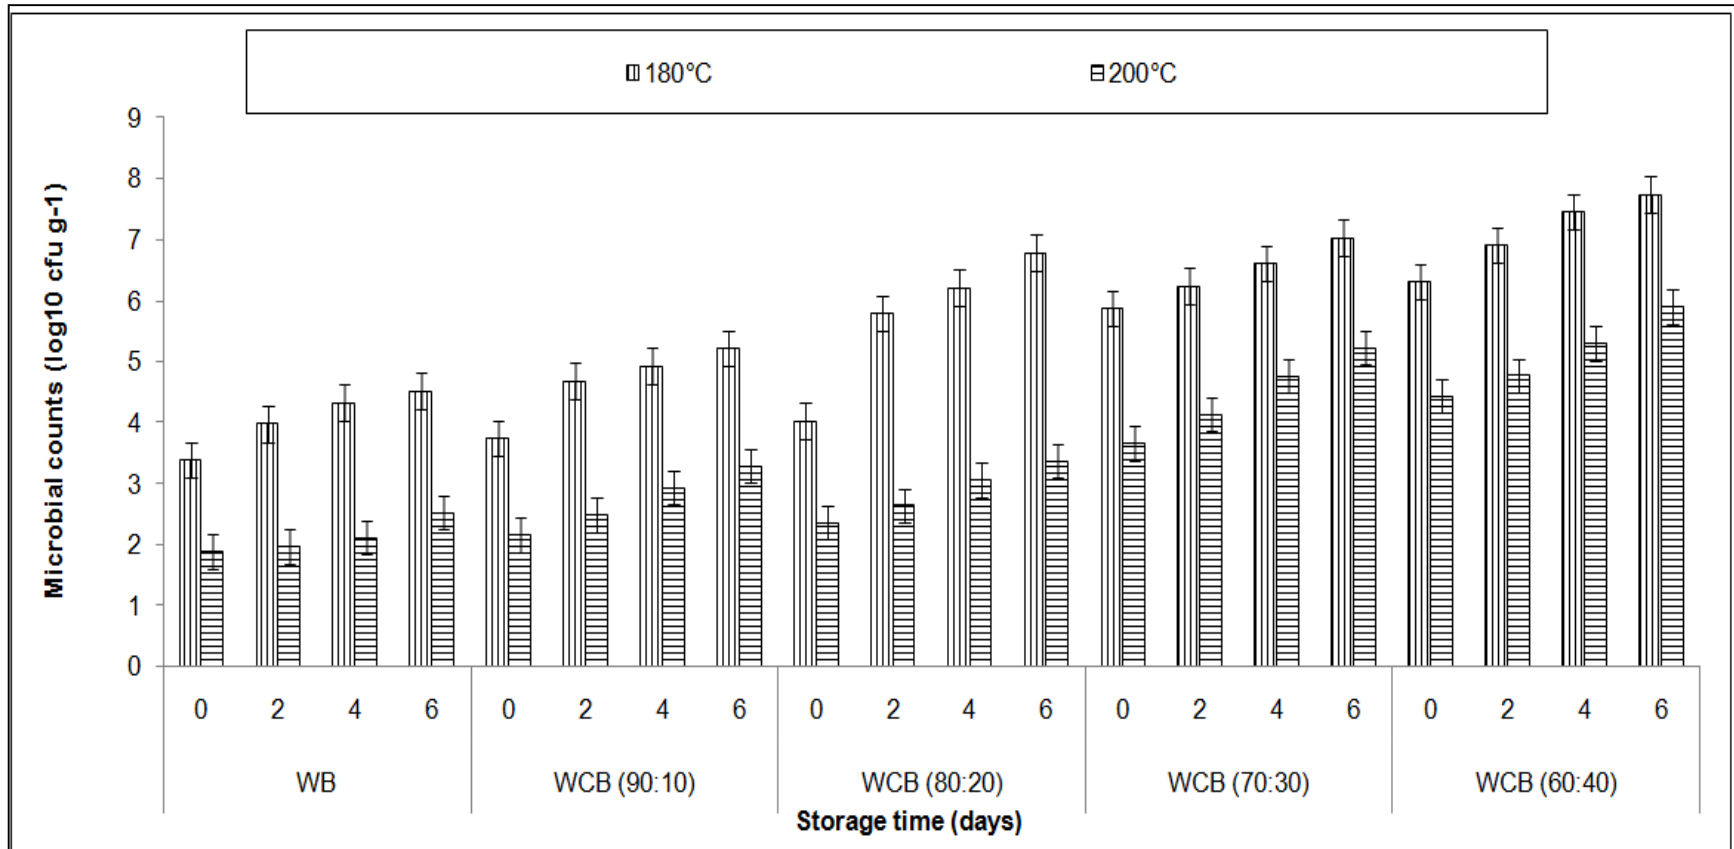 180°C 200°C
9
8
7
6
5
4
3
2
1
0
Microbial counts (log10 cfu g-1)
0 2 4 6 0 2 4 6 0 2 4 6 0 2 4 6 0 2 4 6
WB WCB (90:10) WCB (80:20) WCB (70:30) WCB (60:40)
Storage time (days)